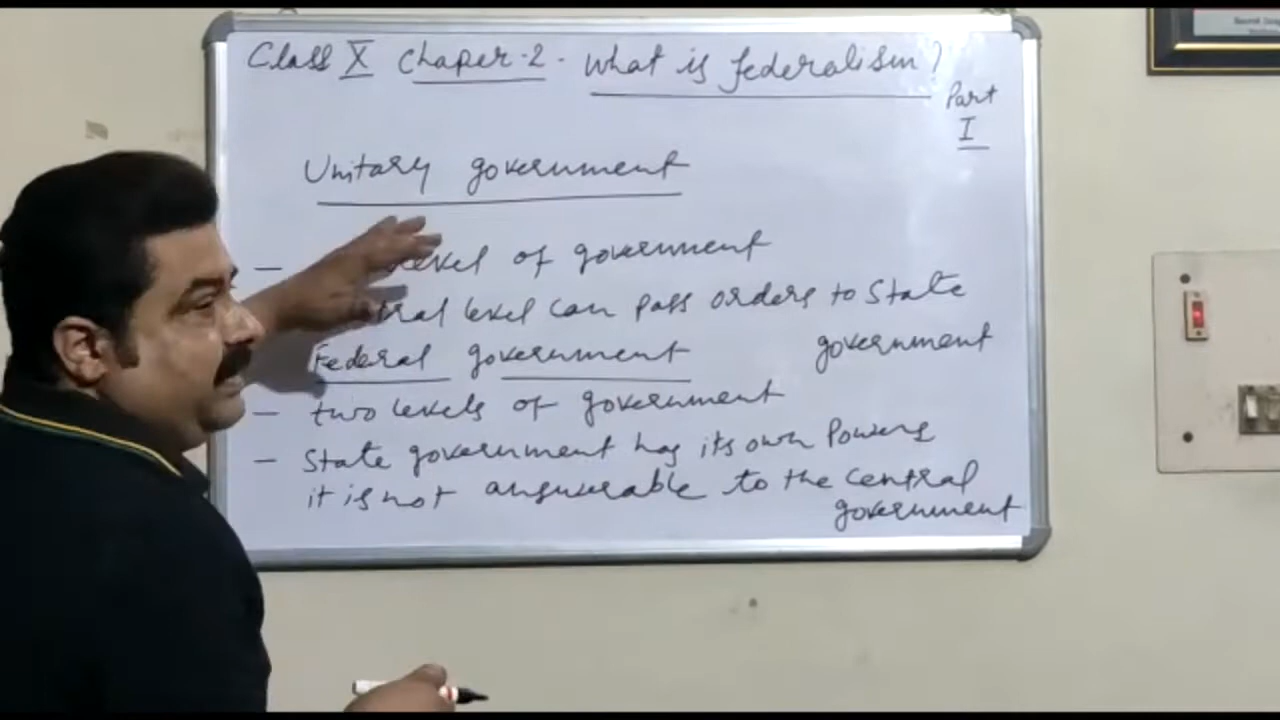 Class X Chaper-2- What is federalism?
Part
I
Unitary government
- level of government
level can pass orders to State
government
Federal government
- two levels of government
- State government has its own Powers
it is not answerable to the central
government